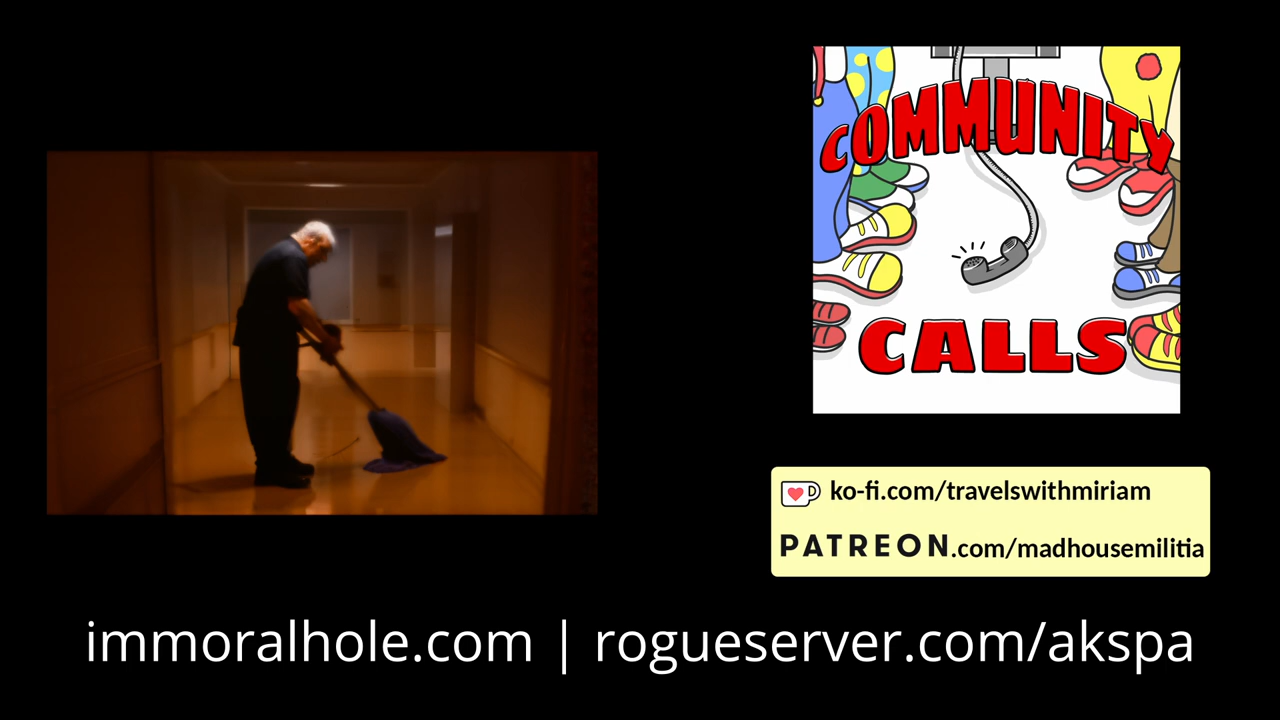 COMMUNITY
CALLS
ko-fi.com/travelswithmiriam
PATREON.com/madhousemilitia
immoralhole.com | rogueserver.com/akspa